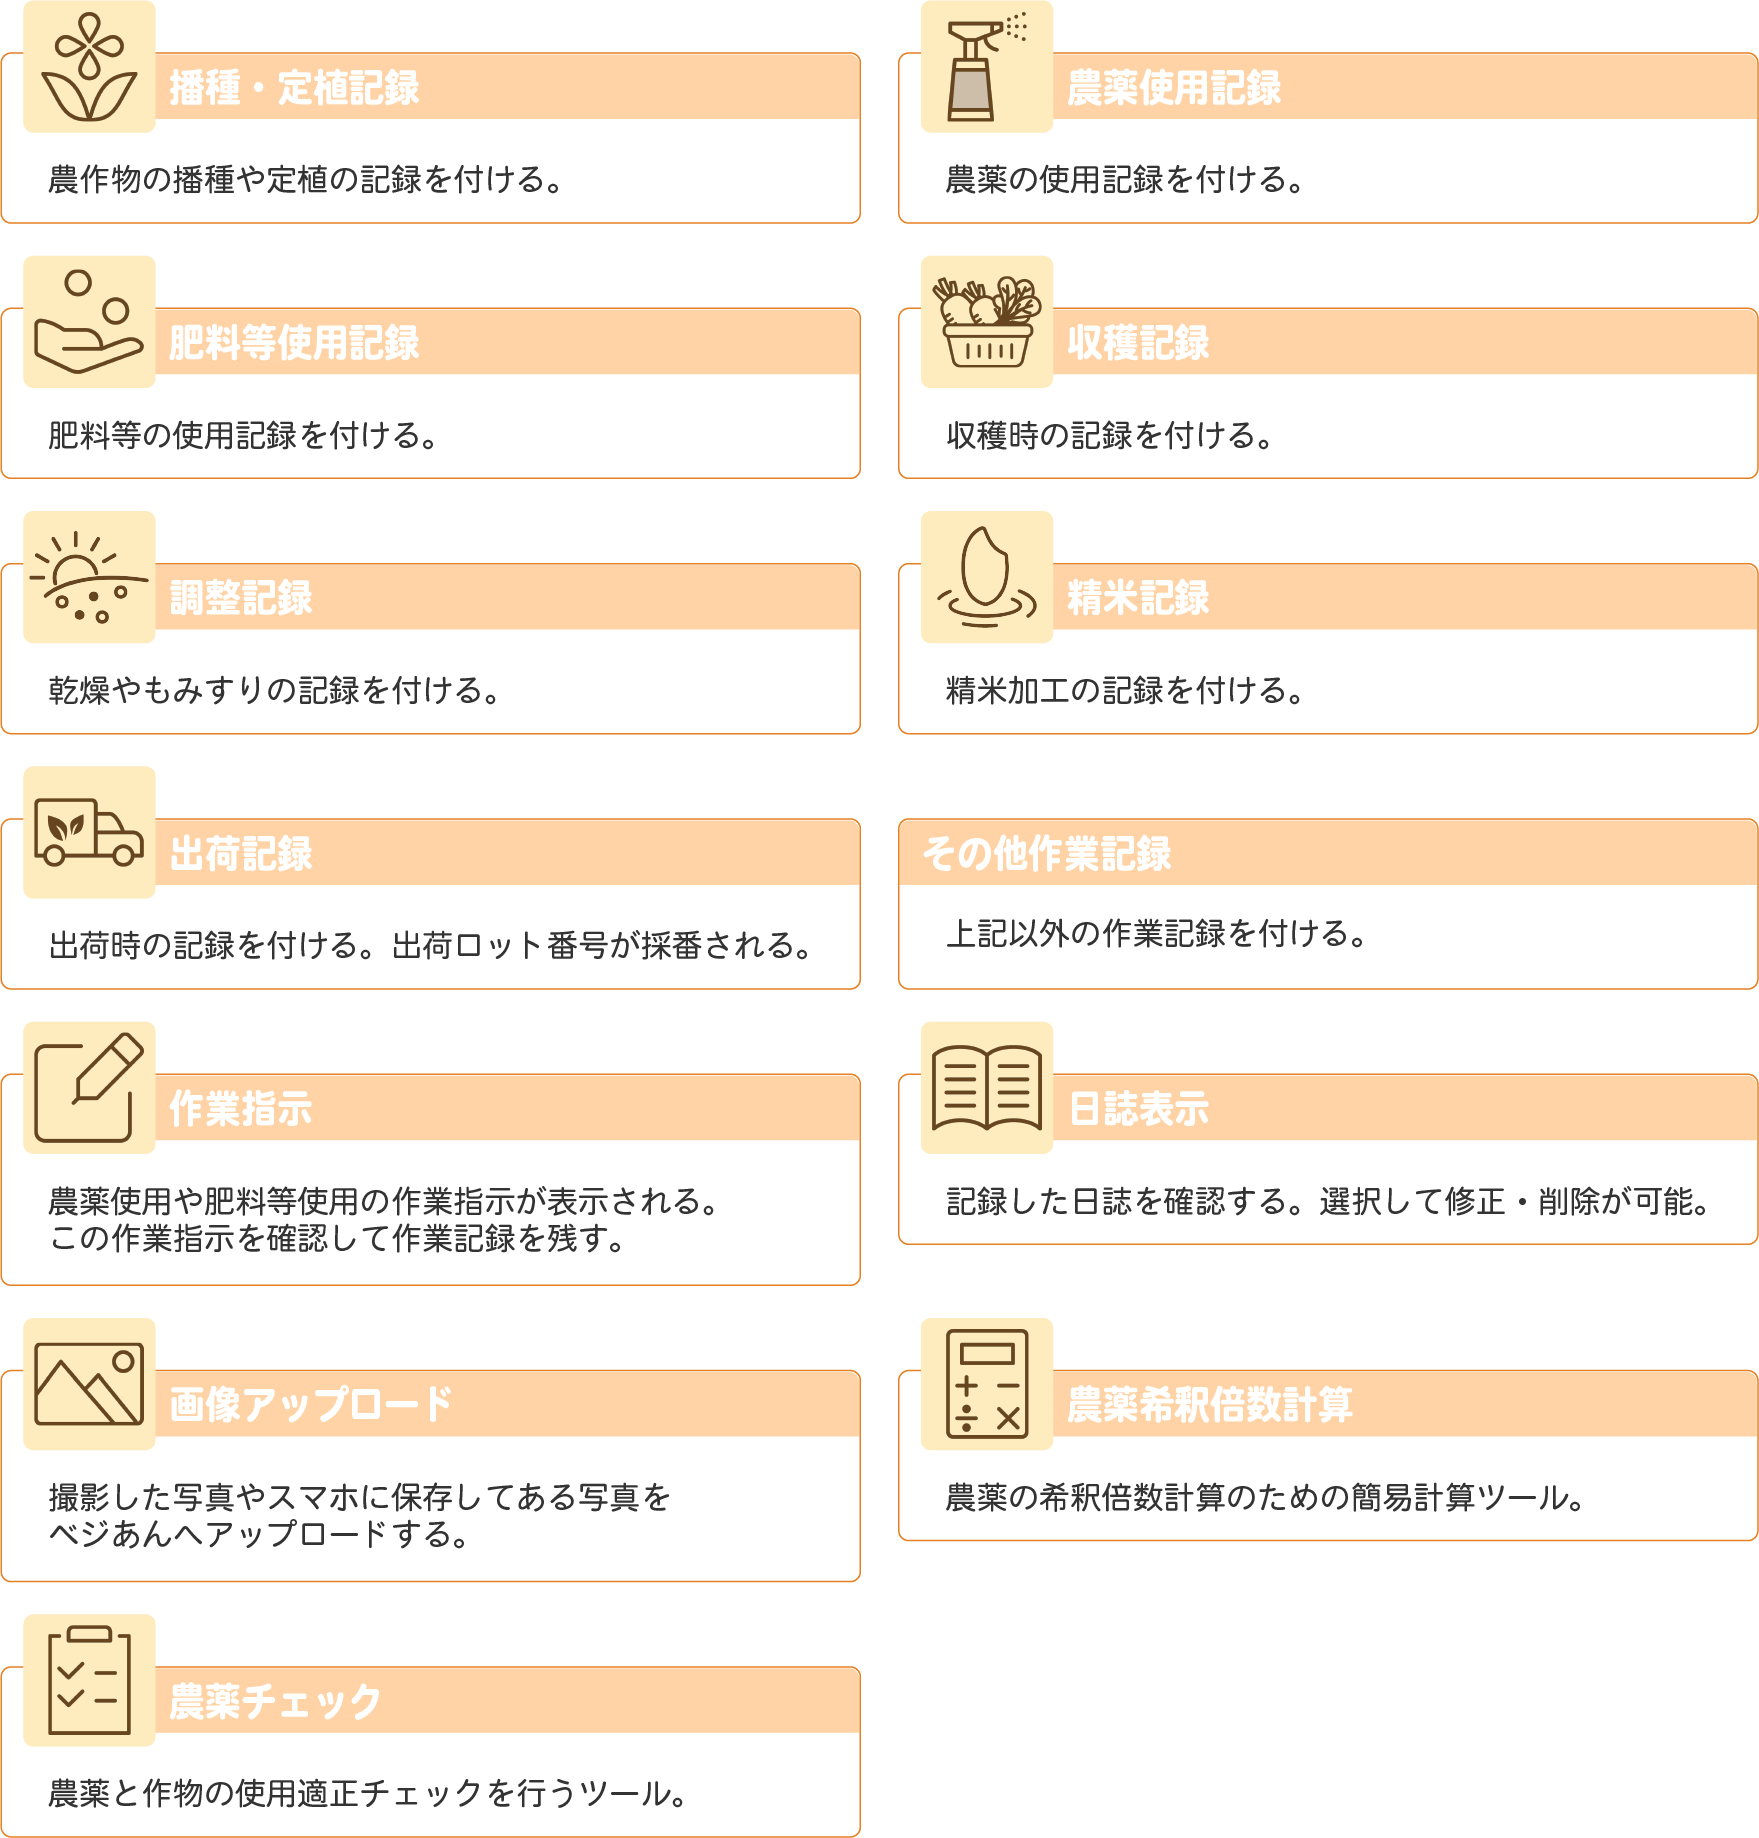 播種・定植記録
農作物の播種や定植の記録を付ける。
農薬使用記録
農薬の使用記録を付ける。
肥料等使用記録
肥料等の使用記録を付ける。
収穫記録
収穫時の記録を付ける。
調整記録
乾燥やもみすりの記録を付ける。
精米記録
精米加工の記録を付ける。
出荷記録
出荷時の記録を付ける。出荷ロット番号が採番される。
その他作業記録
上記以外の作業記録を付ける。
作業指示
農薬使用や肥料等使用の作業指示が表示される。
この作業指示を確認して作業記録を残す。
日誌表示
記録した日誌を確認する。選択して修正・削除が可能。
画像アップロード
撮影した写真やスマホに保存してある写真を
ベジあんへアップロードする。
農薬希釈倍数計算
農薬の希釈倍数計算のための簡易計算ツール。
農薬チェック
農薬と作物の使用適正チェックを行うツール。